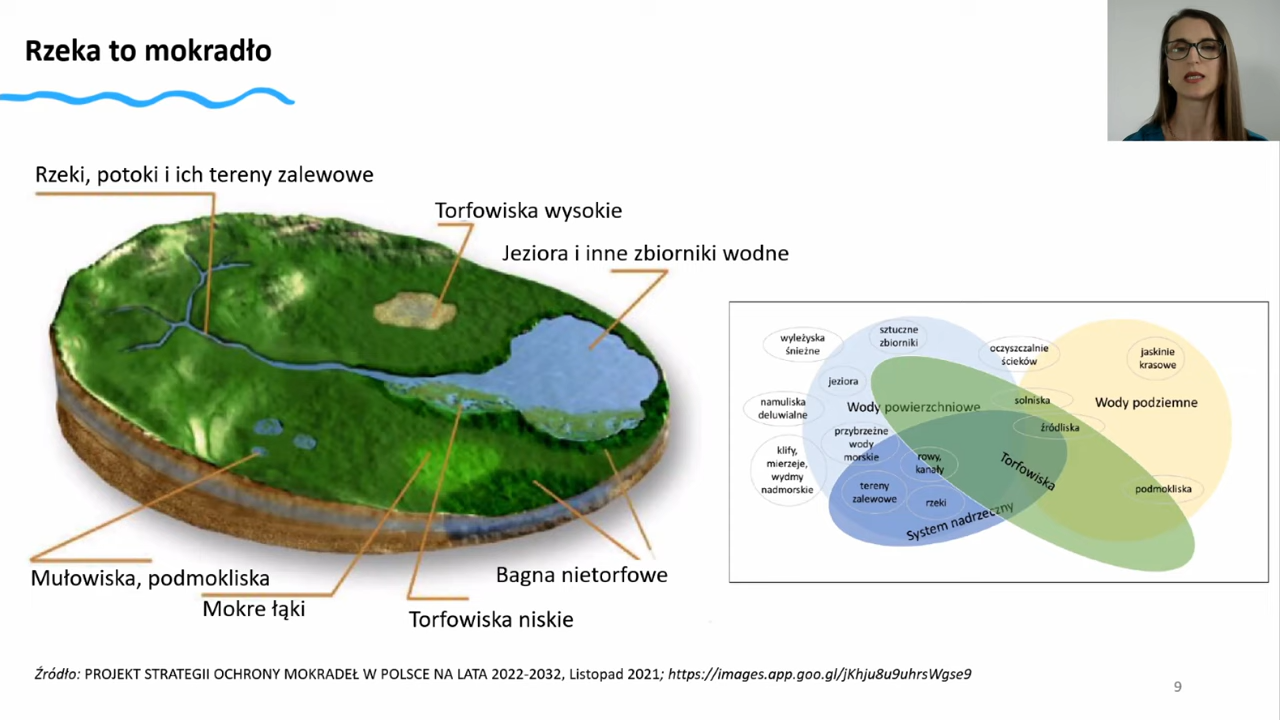 Rzeka to mokradło
Rzeki, potoki i ich tereny zalewowe
Torfowiska wysokie
Jeziora i inne zbiorniki wodne
Mułowiska, podmokliska
Mokre łąki
Torfowiska niskie
Bagna nietorfowe
wyleżyska
śnieżne
sztuczne
zbiorniki
oczyszczalnie
ścieków
jaskinie
krasowe
jeziora
namuliska
deluwialne
Wody powierzchniowe
solniska
Wody podziemne
źródliska
przybrzeżne
wody
morskie
klify,
mierzeje,
wydmy
nadmorskie
rowy,
kanały
Torfowiska
tereny
zalewowe
rzeki
podmokliska
System nadrzeczny
Źródło: PROJEKT STRATEGII OCHRONY MOKRADEŁ W POLSCE NA LATA 2022-2032, Listopad 2021; https://images.app.goo.gl/jKhju8u9uhrsWgse9
9